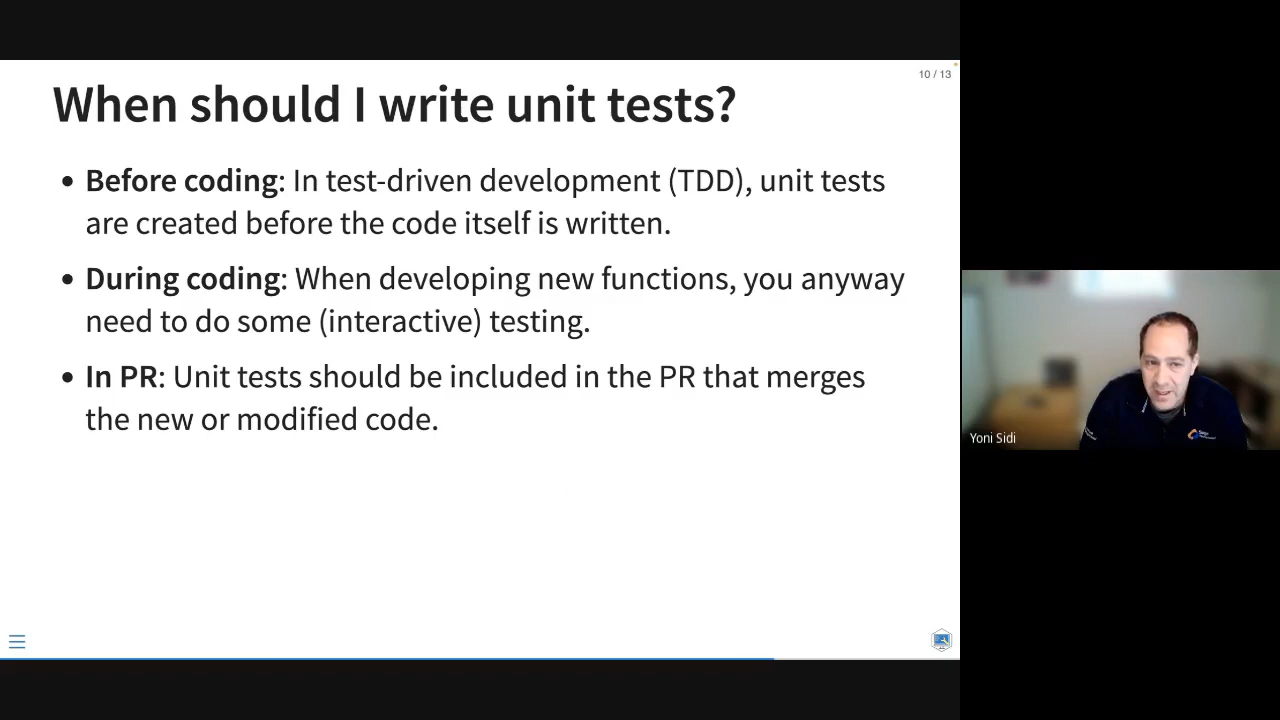 10 / 13
When should I write unit tests?
Before coding: In test-driven development (TDD), unit tests
are created before the code itself is written.
During coding: When developing new functions, you anyway
need to do some (interactive) testing.
In PR: Unit tests should be included in the PR that merges
the new or modified code.
Yoni Sidi